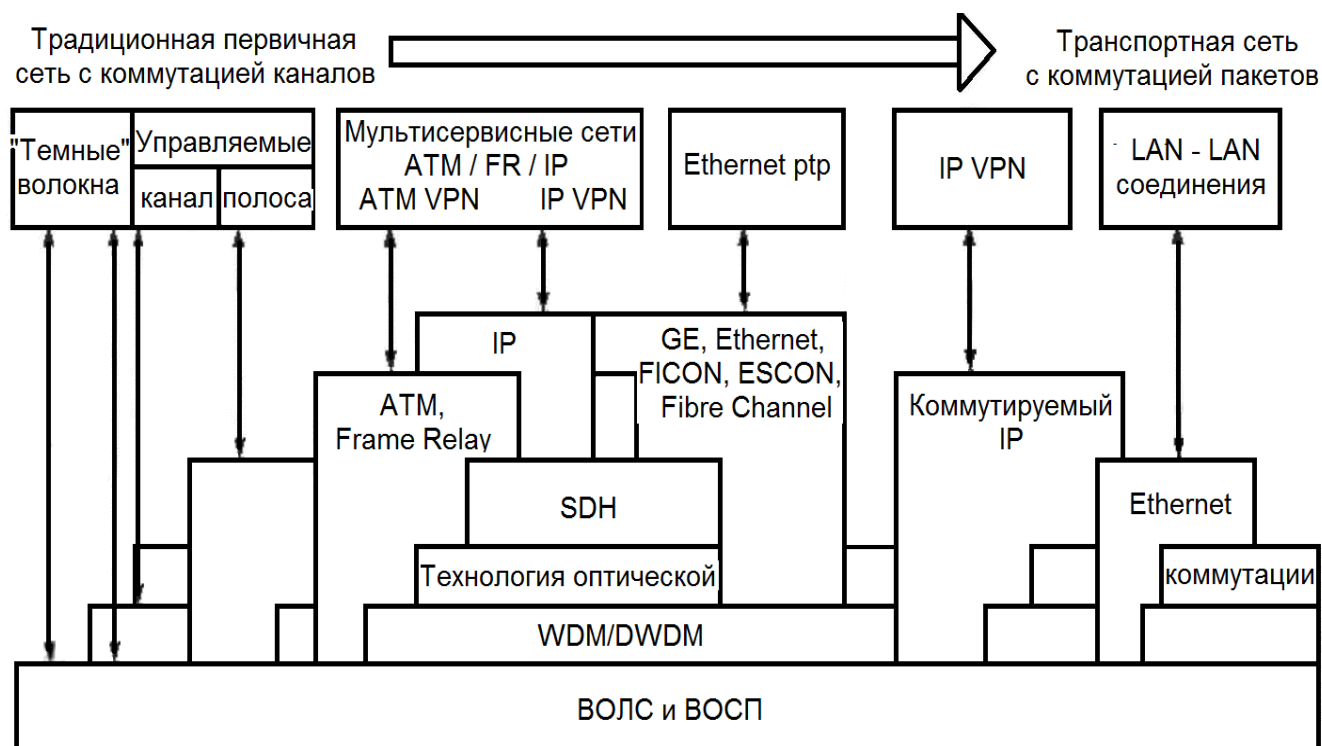 Традиционная первичная
сеть с коммутацией каналов
Транспортная сеть
с коммутацией пакетов
"Темные"
волокна
Управляемые
канал
полоса
Мультисервисные сети
ATM / FR / IP
ATM VPN IP VPN
Ethernet ptp
IP VPN
LAN - LAN
соединения
IP
GE, Ethernet,
FICON, ESCON,
Fibre Channel
ATM,
Frame Relay
Коммутируемый
IP
SDH
Ethernet
Технология оптической
коммутации
WDM/DWDM
ВОЛС и ВОСП